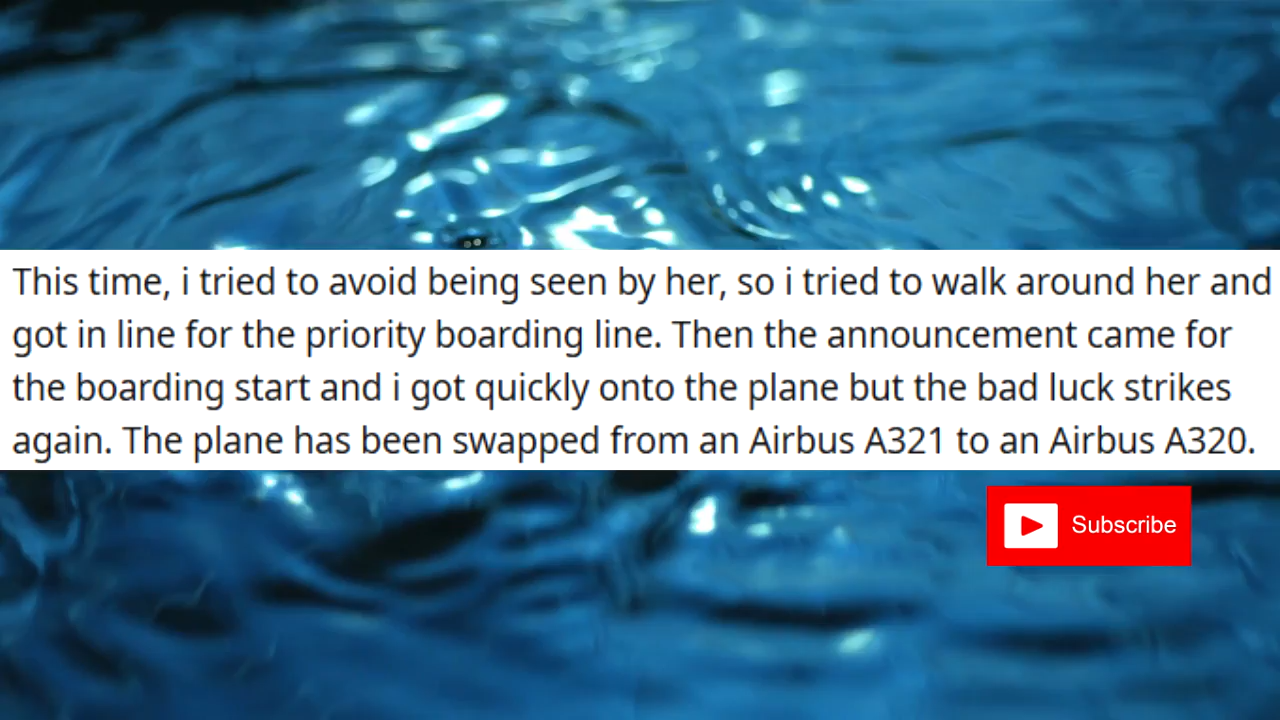 This time, i tried to avoid being seen by her, so i tried to walk around her and
got in line for the priority boarding line. Then the announcement came for
the boarding start and i got quickly onto the plane but the bad luck strikes
again. The plane has been swapped from an Airbus A321 to an Airbus A320.
Subscribe